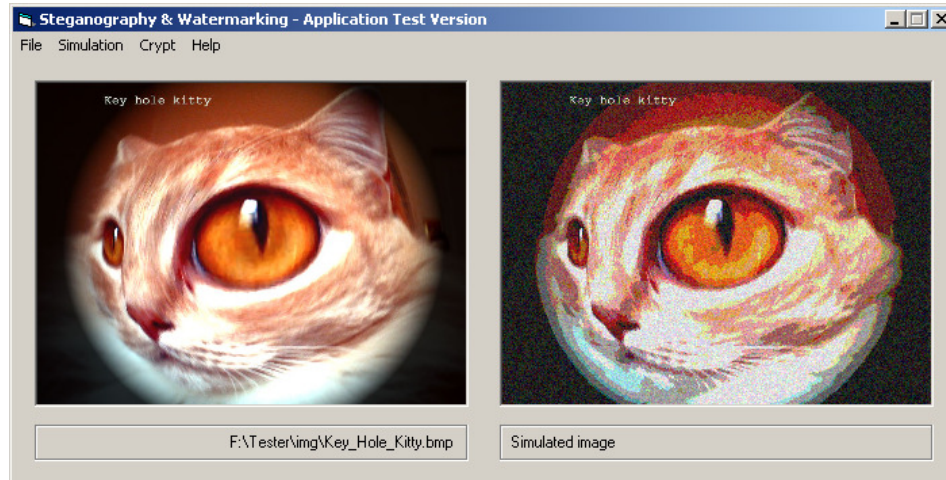 Steganography & Watermarking - Application Test Version
File Simulation Crypt Help
Key hole kitty
Key hole kitty
F:\Tester\img\Key_Hole_Kitty.bmp
Simulated image